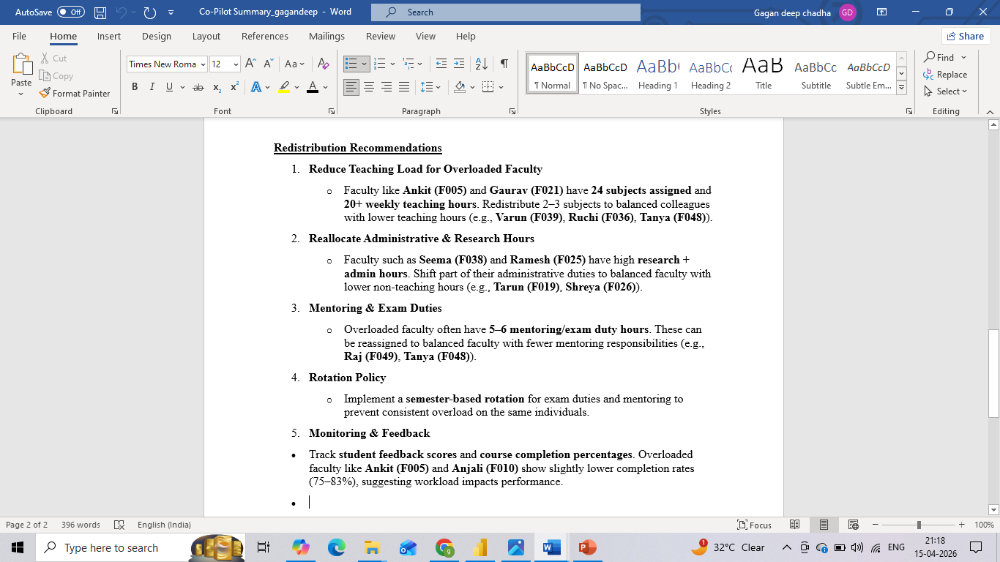 AutoSave Off
Co-Pilot Summary_gagandeep - Word
Search
Gagan deep chadha GD
File Home Insert Design Layout References Mailings Review View Help
Share
Paste
Cut
Copy
Format Painter
Clipboard
Times New Roma 12
Font
Paragraph
AaBbCcD AaBbCcD AaBb( AaBbCc AaB AaBbCc AaBbCcD
¶ Normal ¶ No Spac... Heading 1 Heading 2 Title Subtitle Subtle Em...
Styles
Find
Replace
Select
Editing
Redistribution Recommendations
1. Reduce Teaching Load for Overloaded Faculty
o Faculty like Ankit (F005) and Gaurav (F021) have 24 subjects assigned and
20+ weekly teaching hours. Redistribute 2–3 subjects to balanced colleagues
with lower teaching hours (e.g., Varun (F039), Ruchi (F036), Tanya (F048)).
2. Reallocate Administrative & Research Hours
o Faculty such as Seema (F038) and Ramesh (F025) have high research +
admin hours. Shift part of their administrative duties to balanced faculty with
lower non-teaching hours (e.g., Tarun (F019), Shreya (F026)).
3. Mentoring & Exam Duties
o Overloaded faculty often have 5–6 mentoring/exam duty hours. These can
be reassigned to balanced faculty with fewer mentoring responsibilities (e.g.,
Raj (F049), Tanya (F048)).
4. Rotation Policy
o Implement a semester-based rotation for exam duties and mentoring to
prevent consistent overload on the same individuals.
5. Monitoring & Feedback
• Track student feedback scores and course completion percentages. Overloaded
faculty like Ankit (F005) and Anjali (F010) show slightly lower completion rates
(75–83%), suggesting workload impacts performance.
•
Page 2 of 2 396 words English (India)
Focus
100%
Type here to search
1
32°C Clear
ENG
21:18
15-04-2026